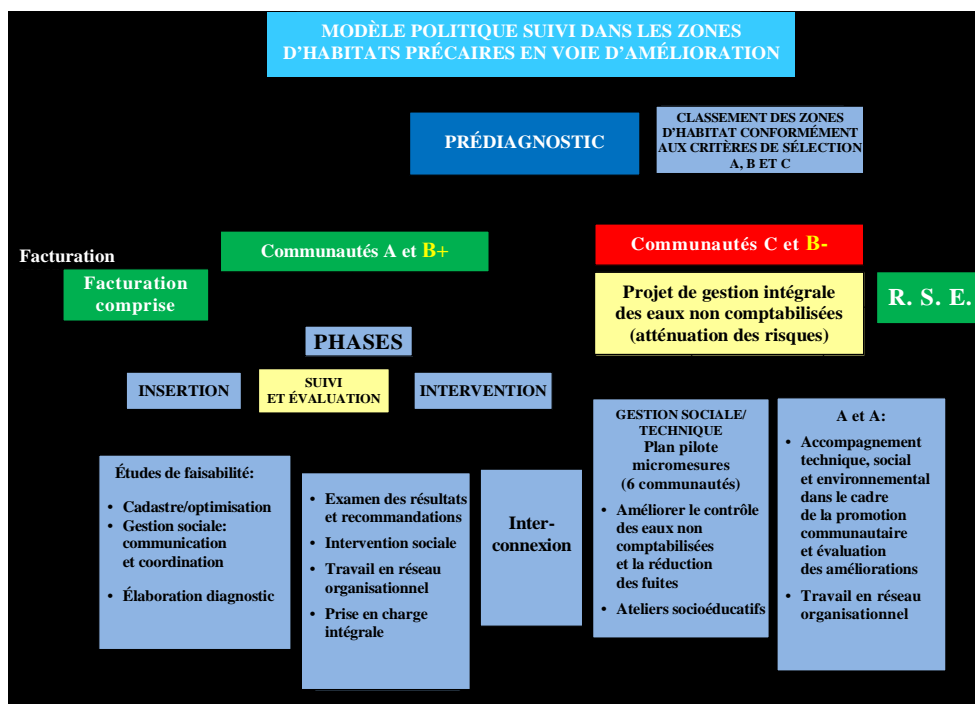 MODÈLE POLITIQUE SUIVI DANS LES ZONES
D'HABITATS PRÉCAIRES EN VOIE D'AMÉLIORATION
PRÉDIAGNOSTIC
CLASSEMENT DES ZONES
D'HABITAT CONFORMÉMENT
AUX CRITÈRES DE SÉLECTION
A, B ET C
Facturation
Communautés A et B+
Communautés C et B-
Facturation
comprise
Projet de gestion intégrale
des eaux non comptabilisées
(atténuation des risques)
R. S. E.
PHASES
INSERTION
SUIVI
ET ÉVALUATION
INTERVENTION
Études de faisabilité:
• Cadastre/optimisation
• Gestion sociale:
communication
et coordination
• Élaboration diagnostic
• Examen des résultats
et recommandations
• Intervention sociale
• Travail en réseau
organisationnel
• Prise en charge
intégrale
Inter-
connexion
GESTION SOCIALE/
TECHNIQUE
Plan pilote
micromesures
(6 communautés)
• Améliorer le contrôle
des eaux non
comptabilisées
et la réduction
des fuites
• Ateliers socioéducatifs
A et A:
• Accompagnement
technique, social
et environnemental
dans le cadre
de la promotion
communautaire
et évaluation
des améliorations
• Travail en réseau
organisationnel